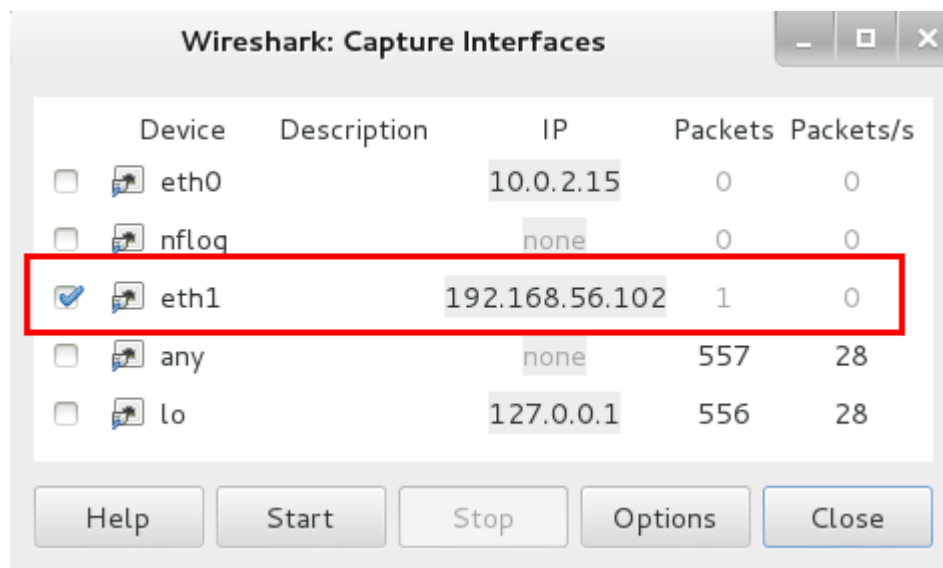 Wireshark: Capture Interfaces
Device Description IP Packets Packets/s
eth0 10.0.2.15 0 0
nflog none 0 0
eth1 192.168.56.102 1 0
any none 557 28
lo 127.0.0.1 556 28
Help Start Stop Options Close